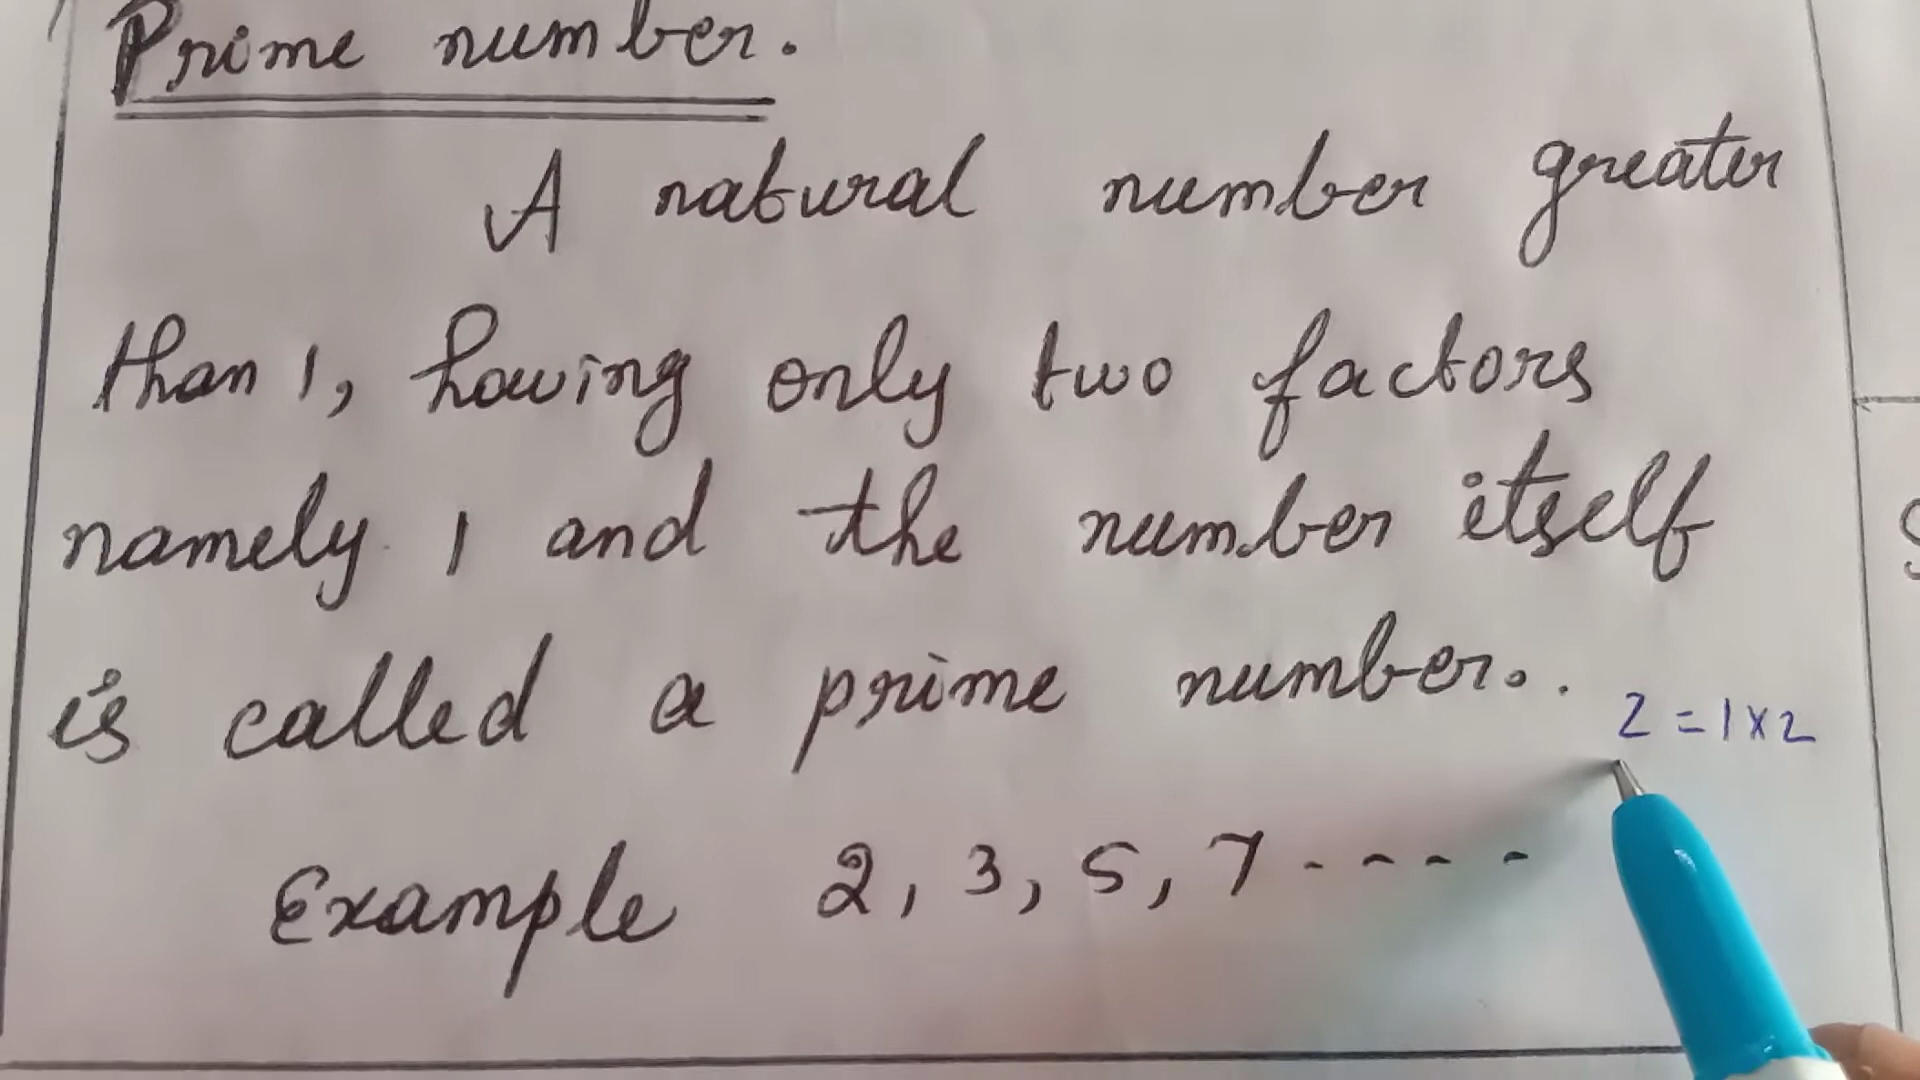 Prime number.
A natural number greater
than 1, having only two factors
namely 1 and the number itself
is called a prime number..
2 = 1 x 2
Example 2, 3, 5, 7 - - - -